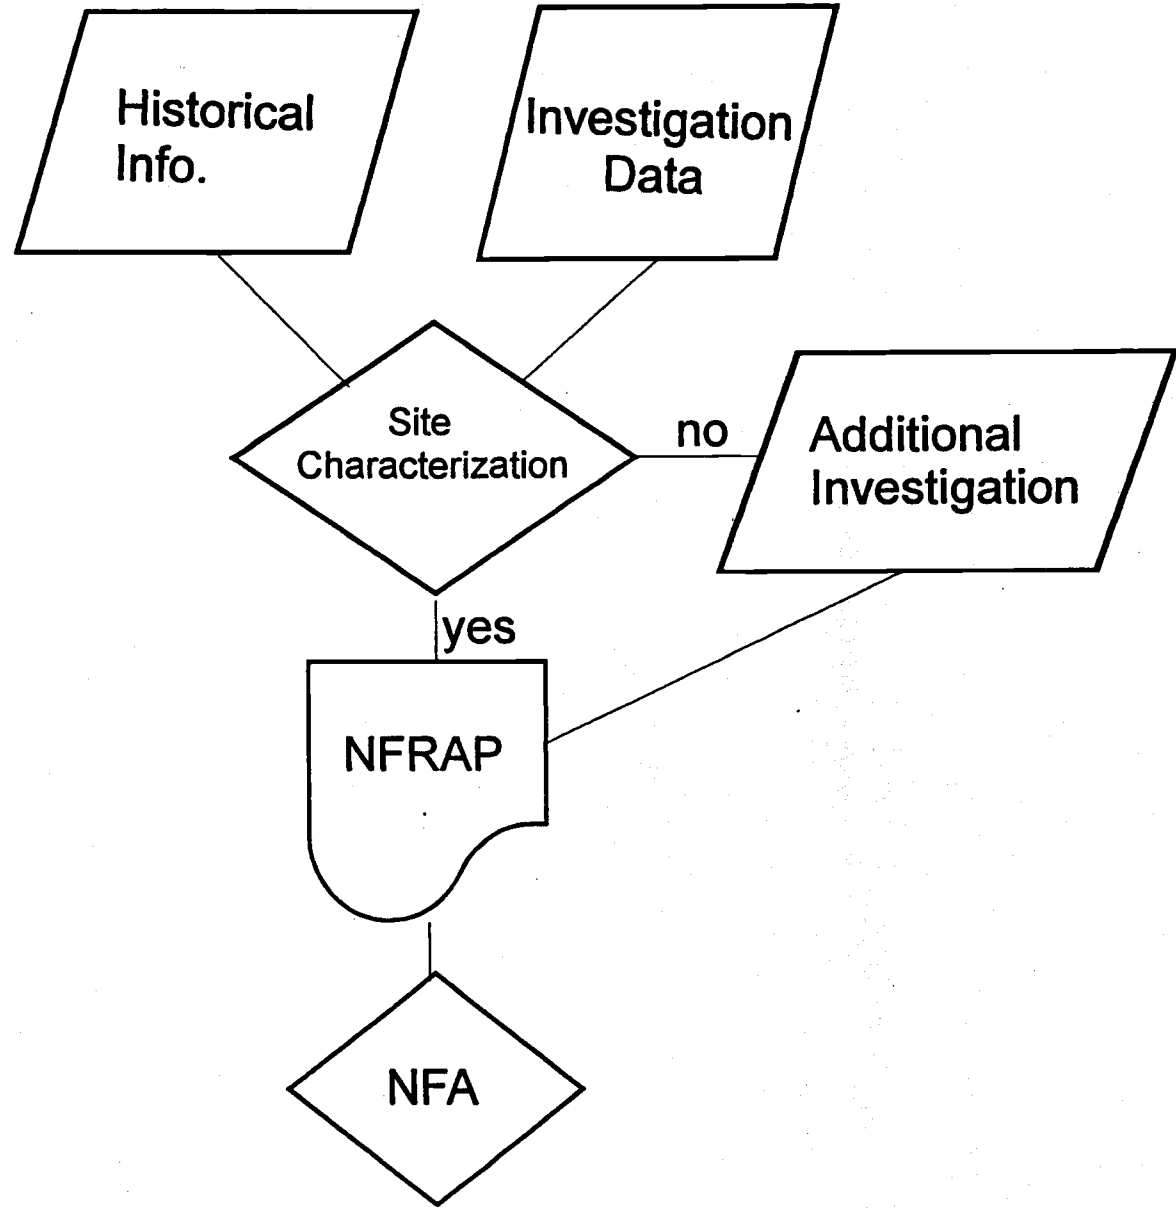 Historical
Info.
Investigation
Data
Site
Characterization
no
Additional
Investigation
yes
NFRAP
NFA